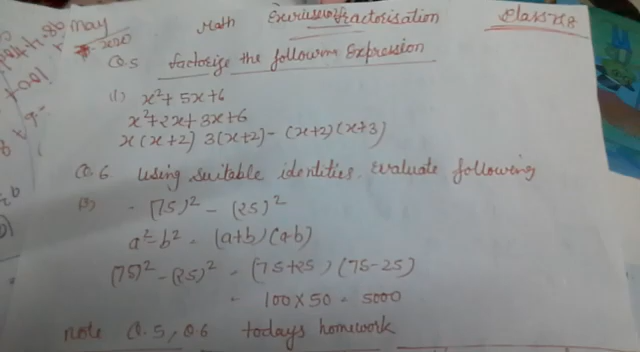 May Math Exercise Factorisation Class VIII A
Q.5 factorize the following Expression
(1) x²+ 5x+6
x²+2x+3x+6
x(x+2) 3(x+2) - (x+2)(x+3)
Q.6 Using suitable identities. Evaluate following
- (75)² - (25)²
a²-b² = (a+b)(a-b)
(75)² - (25)² = (75+25) (75-25)
= 100 x 50 = 5000
note Q.5, Q.6 todays homework